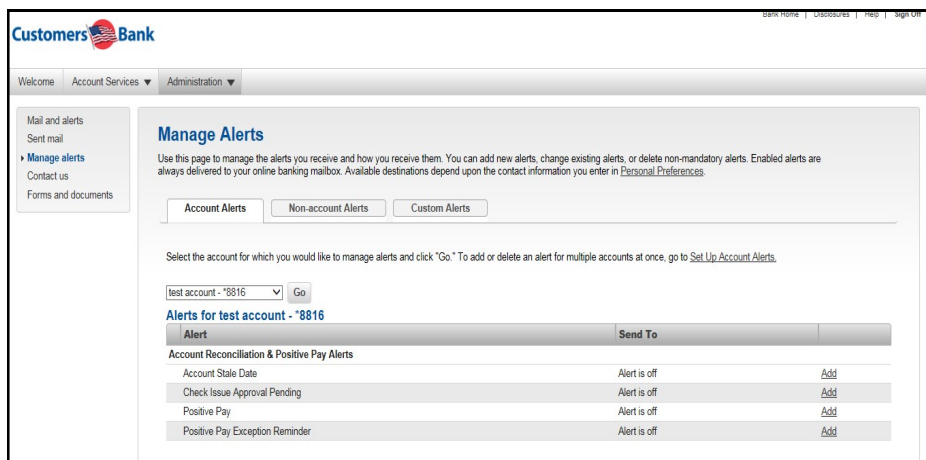 Bank Home | Disclosures | Help | Sign Off
Customers Bank
Welcome Account Services Administration
Mail and alerts
Sent mail
Manage alerts
Contact us
Forms and documents
Manage Alerts
Use this page to manage the alerts you receive and how you receive them. You can add new alerts, change existing alerts, or delete non-mandatory alerts. Enabled alerts are
always delivered to your online banking mailbox. Available destinations depend upon the contact information you enter in Personal Preferences.
Account Alerts Non-account Alerts Custom Alerts
Select the account for which you would like to manage alerts and click "Go." To add or delete an alert for multiple accounts at once, go to Set Up Account Alerts.
test account - *8816 Go
Alerts for test account - *8816
Alert Send To
Account Reconciliation & Positive Pay Alerts
Account Stale Date Alert is off Add
Check Issue Approval Pending Alert is off Add
Positive Pay Alert is off Add
Positive Pay Exception Reminder Alert is off Add